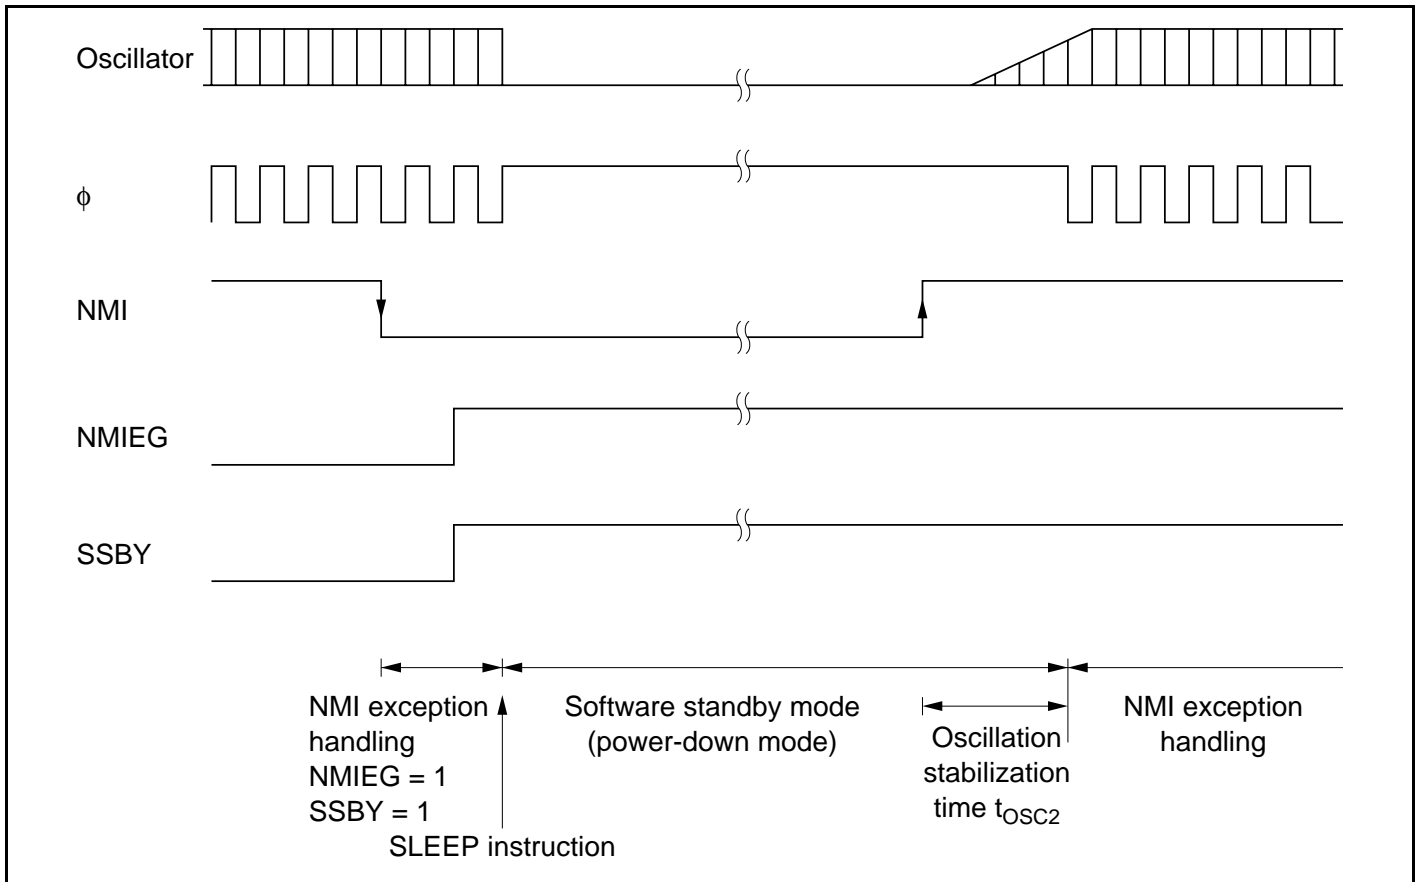 Oscillator
ϕ
NMI
NMIEG
SSBY
NMI exception
handling
NMIEG = 1
SSBY = 1
SLEEP instruction
Software standby mode
(power-down mode)
Oscillation
stabilization
time tOSC2
NMI exception
handling